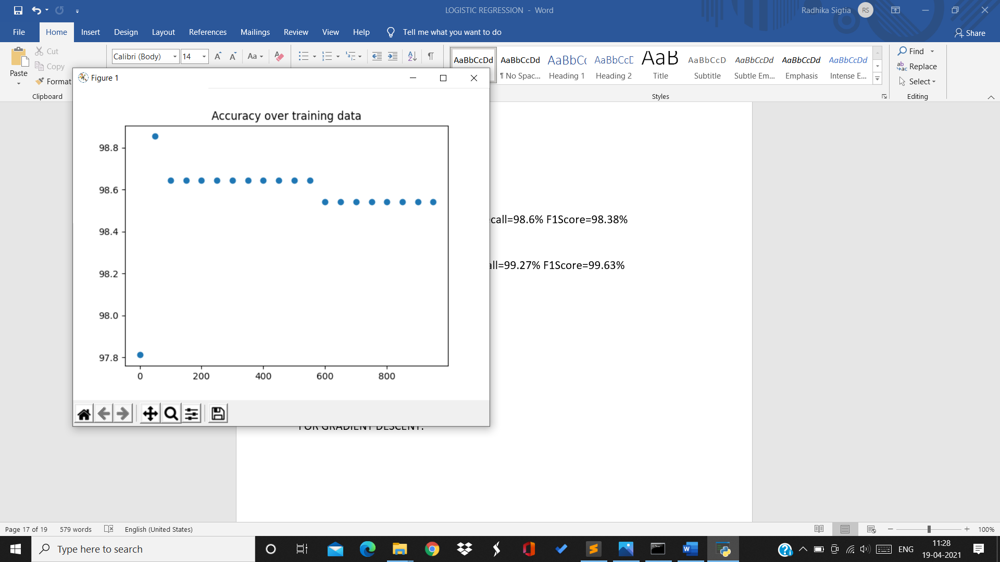 LOGISTIC REGRESSION - Word
Radhika Sigtia
RS
File Home Insert Design Layout References Mailings Review View Help Tell me what you want to do
Share
Paste
Cut
Copy
Format
Clipboard
Calibri (Body) 14
Aa
AaBbCcDd AaBbCcDd AaBbCc AaBbCcD AaB AaBbCcD AaBbCcDd AaBbCcDd AaBbCcDd
¶ No Spac... Heading 1 Heading 2 Title Subtitle Subtle Em... Emphasis Intense E...
Styles
Find
Replace
Select
Editing
Figure 1
Accuracy over training data
98.8
98.6
98.4
98.2
98.0
97.8
0 200 400 600 800
ecall=98.6% F1Score=98.38%
all=99.27% F1Score=99.63%
FOR GRADIENT DESCENT:
Page 17 of 19 579 words English (United States)
100%
Type here to search
ENG
11:28
19-04-2021